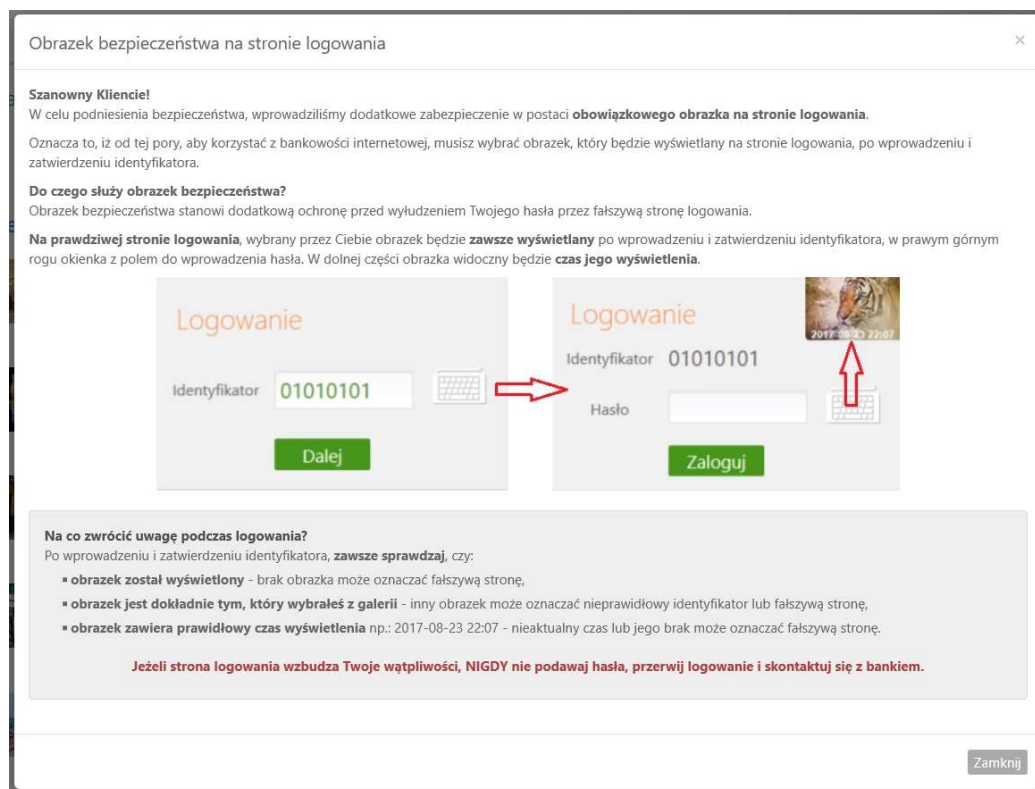 Obrazek bezpieczeństwa na stronie logowania
×
Szanowny Kliencie!
W celu podniesienia bezpieczeństwa, wprowadziliśmy dodatkowe zabezpieczenie w postaci obowiązkowego obrazka na stronie logowania.
Oznacza to, iż od tej pory, aby korzystać z bankowości internetowej, musisz wybrać obrazek, który będzie wyświetlany na stronie logowania, po wprowadzeniu i
zatwierdzeniu identyfikatora.
Do czego służy obrazek bezpieczeństwa?
Obrazek bezpieczeństwa stanowi dodatkową ochronę przed wyłudzeniem Twojego hasła przez fałszywą stronę logowania.
Na prawdziwej stronie logowania, wybrany przez Ciebie obrazek będzie zawsze wyświetlany po wprowadzeniu i zatwierdzeniu identyfikatora, w prawym górnym
rogu okienka z polem do wprowadzenia hasła. W dolnej części obrazka widoczny będzie czas jego wyświetlenia.
Logowanie
Identyfikator 01010101
Dalej
Logowanie
2017-08-23 22:07
Identyfikator 01010101
Hasło
Zaloguj
Na co zwrócić uwagę podczas logowania?
Po wprowadzeniu i zatwierdzeniu identyfikatora, zawsze sprawdzaj, czy:
▪ obrazek został wyświetlony - brak obrazka może oznaczać fałszywą stronę,
▪ obrazek jest dokładnie tym, który wybrałeś z galerii - inny obrazek może oznaczać nieprawidłowy identyfikator lub fałszywą stronę,
▪ obrazek zawiera prawidłowy czas wyświetlenia np.: 2017-08-23 22:07 - nieaktualny czas lub jego brak może oznaczać fałszywą stronę.
Jeżeli strona logowania wzbudza Twoje wątpliwości, NIGDY nie podawaj hasła, przerwij logowanie i skontaktuj się z bankiem.
Zamknij